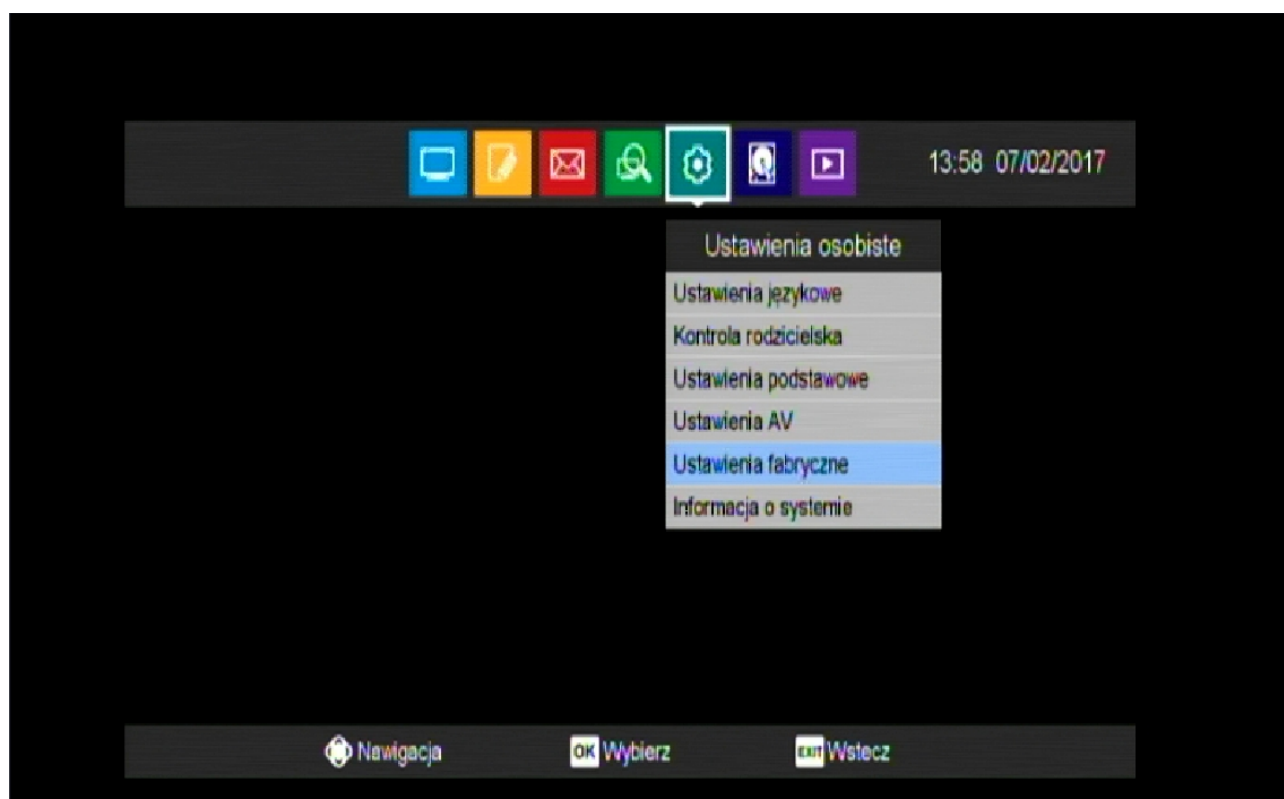 13:58 07/02/2017
Ustawienia osobiste
Ustawienia językowe
Kontrola rodzicielska
Ustawienia podstawowe
Ustawienia AV
Ustawienia fabryczne
Informacja o systemie
Nawigacja OK Wybierz EXIT Wstecz